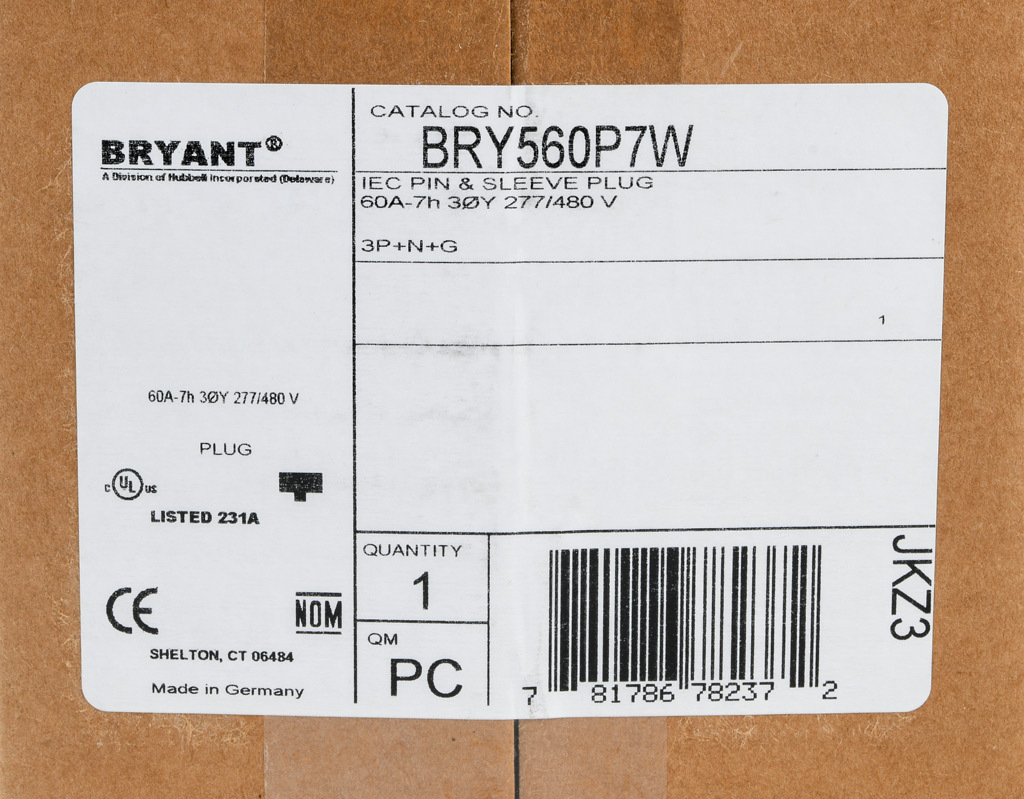 BRYANT®
A Division of Hubbell Incorporated (Delaware)
CATALOG NO.
BRY560P7W
IEC PIN & SLEEVE PLUG
60A-7h 3ØY 277/480 V
3P+N+G
1
60A-7h 3ØY 277/480 V
PLUG
C UL US
LISTED 231A
CE
NOM
SHELTON, CT 06484
Made in Germany
QUANTITY
1
QM
PC
7 81786 78237 2
JKZ3